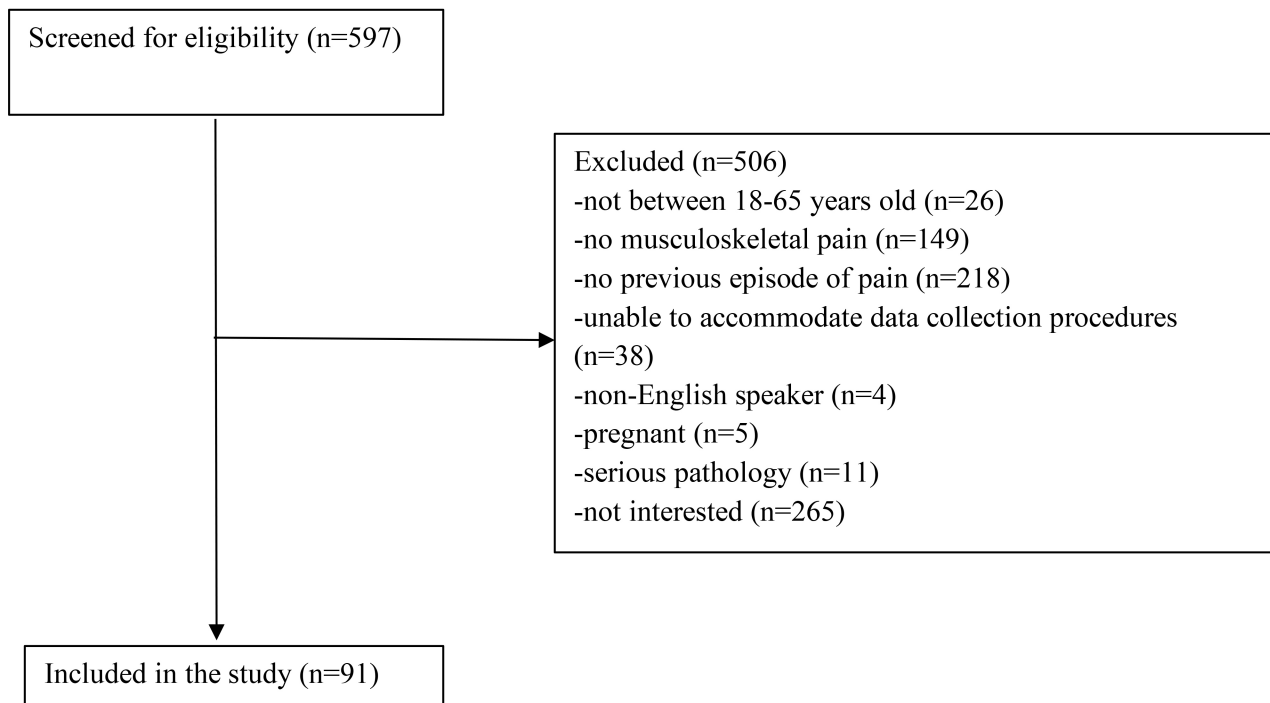 Screened for eligibility (n=597)
Excluded (n=506)
-not between 18-65 years old (n=26)
-no musculoskeletal pain (n=149)
-no previous episode of pain (n=218)
-unable to accommodate data collection procedures
(n=38)
-non-English speaker (n=4)
-pregnant (n=5)
-serious pathology (n=11)
-not interested (n=265)
Included in the study (n=91)